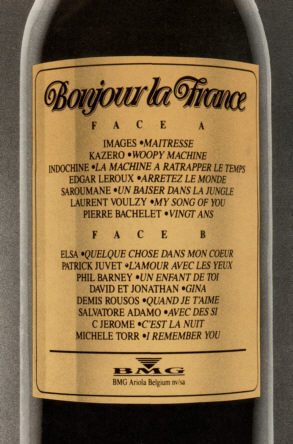 Bonjour la France
FACE A
IMAGES •MAITRESSE
KAZERO •WOOPY MACHINE
INDOCHINE •LA MACHINE A RATRAPPER LE TEMPS
EDGAR LEROUX •ARRETEZ LE MONDE
SAROUMANE •UN BAISER DANS LA JUNGLE
LAURENT VOULZY •MY SONG OF YOU
PIERRE BACHELET •VINGT ANS
FACE B
ELSA •QUELQUE CHOSE DANS MON COEUR
PATRICK JUVET •L'AMOUR AVEC LES YEUX
PHIL BARNEY •UN ENFANT DE TOI
DAVID ET JONATHAN •GINA
DEMIS ROUSOS •QUAND JE T'AIME
SALVATORE ADAMO •AVEC DES SI
C JEROME •C'EST LA NUIT
MICHELE TORR •I REMEMBER YOU
BMG
BMG Ariola Belgium nv/sa